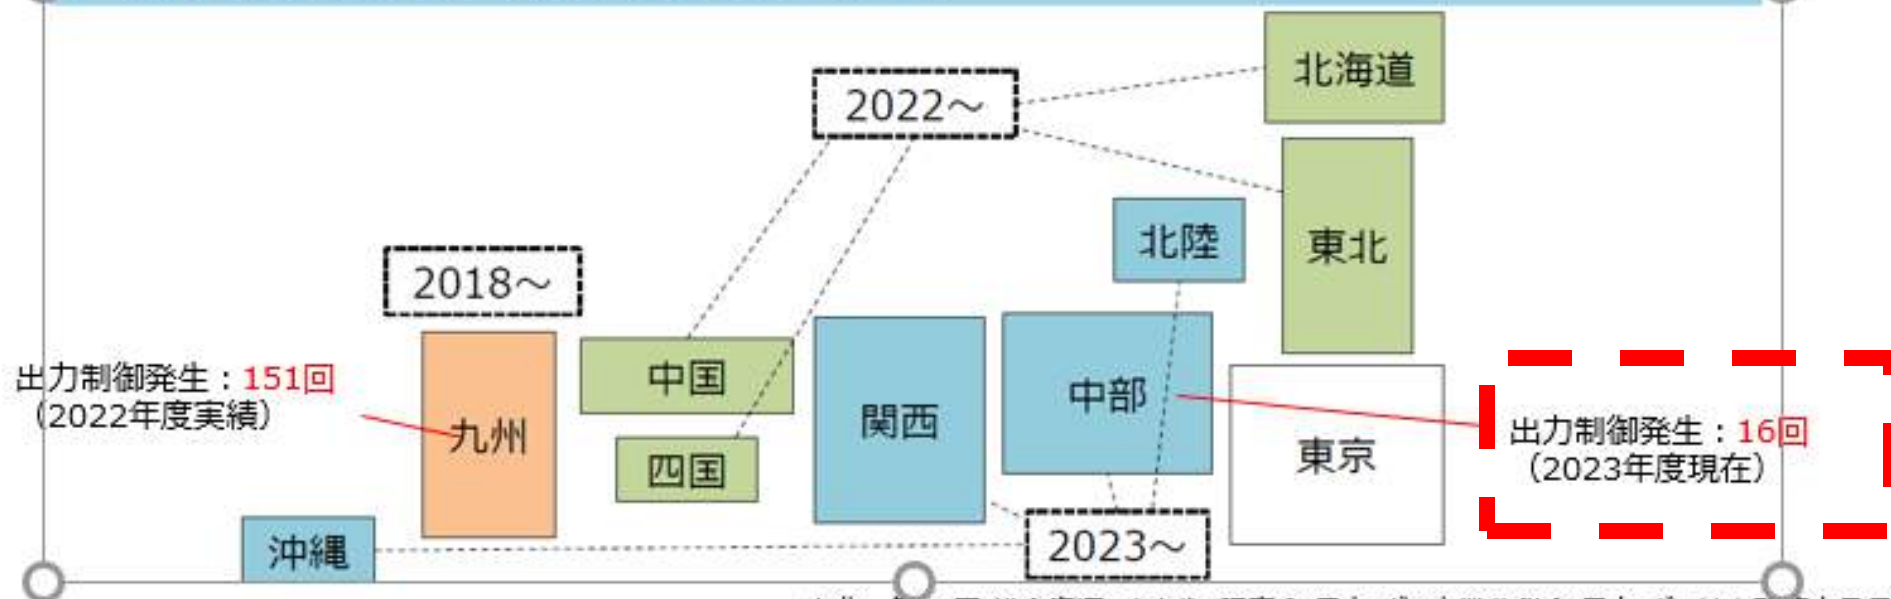 北海道
2022～
東北
北陸
2018～
中国
関西
中部
出力制御発生：151回
（2022年度実績）
九州
東京
出力制御発生：16回
（2023年度現在）
四国
沖縄
2023～